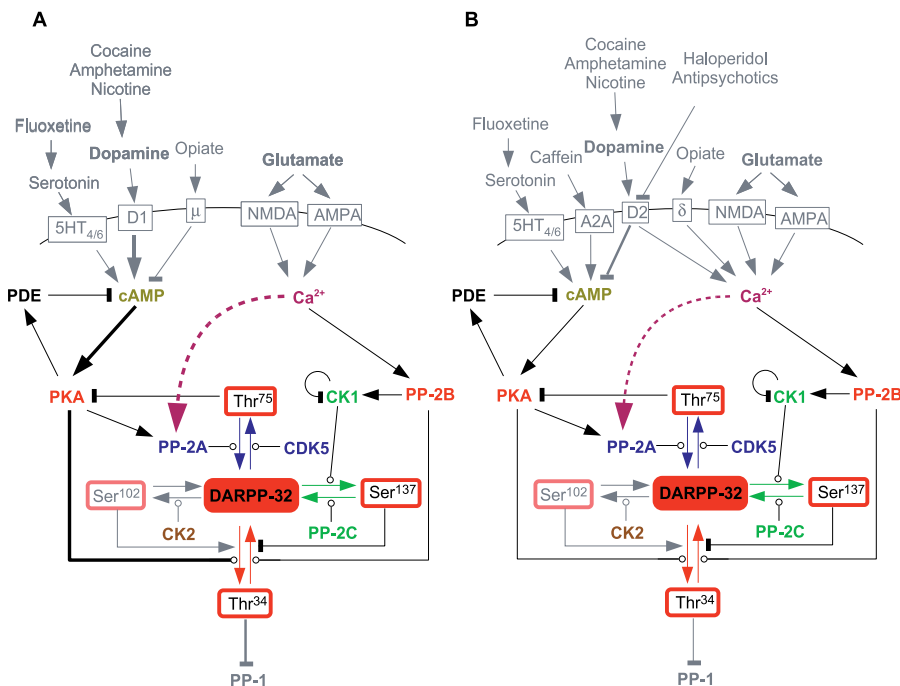 A
Cocaine
Amphetamine
Nicotine
Fluoxetine
Dopamine
Opiate
Glutamate
Serotonin
5HT4/6
D1
μ
NMDA
AMPA
PDE
cAMP
Ca2+
PKA
Thr75
CK1
PP-2B
PP-2A
CDK5
Ser102
DARPP-32
Ser137
CK2
PP-2C
Thr34
PP-1
B
Cocaine
Amphetamine
Nicotine
Haloperidol
Antipsychotics
Fluoxetine
Caffein
Dopamine
Opiate
Glutamate
Serotonin
5HT4/6
A2A
D2
δ
NMDA
AMPA
PDE
cAMP
Ca2+
PKA
Thr75
CK1
PP-2B
PP-2A
CDK5
Ser102
DARPP-32
Ser137
CK2
PP-2C
Thr34
PP-1